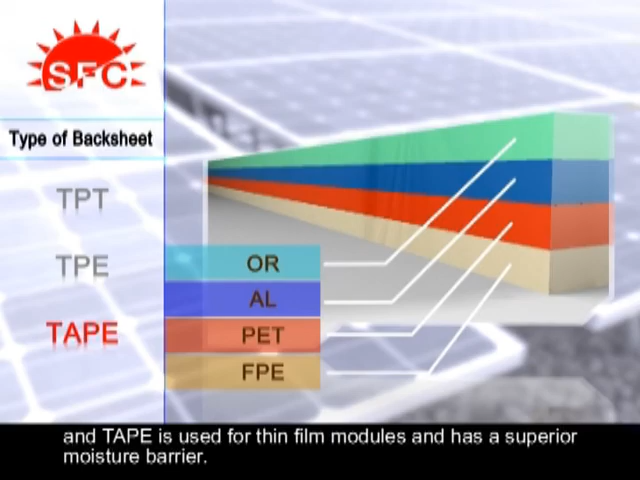 SFC
Type of Backsheet
TPT
TPE
TAPE
OR
AL
PET
FPE
and TAPE is used for thin film modules and has a superior
moisture barrier.